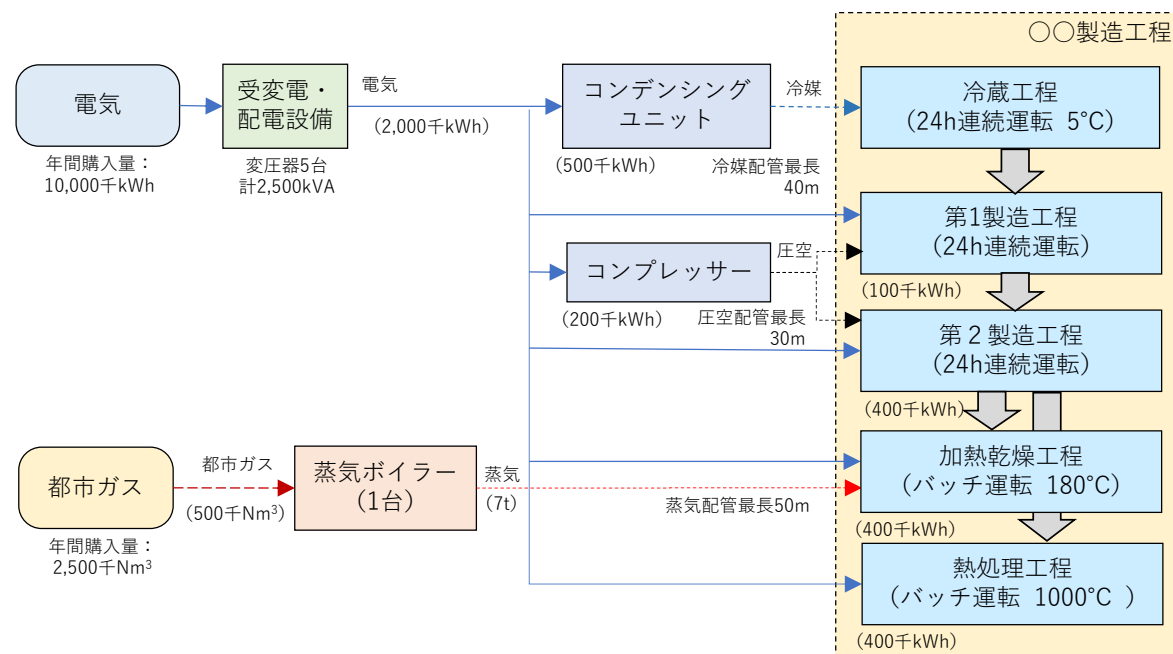 〇〇製造工程
電気
年間購入量：
10,000千kWh
受変電・
配電設備
変圧器5台
計2,500kVA
電気
(2,000千kWh)
コンデンシング
ユニット
(500千kWh)
冷媒
冷媒配管最長
40m
冷蔵工程
(24h連続運転 5°C)
第1製造工程
(24h連続運転)
(100千kWh)
コンプレッサー
(200千kWh)
圧空
圧空配管最長
30m
第２製造工程
(24h連続運転)
(400千kWh)
都市ガス
年間購入量：
2,500千Nm³
都市ガス
(500千Nm³)
蒸気ボイラー
(1台)
蒸気
(7t)
蒸気配管最長50m
加熱乾燥工程
(バッチ運転 180°C)
(400千kWh)
熱処理工程
(バッチ運転 1000°C )
(400千kWh)